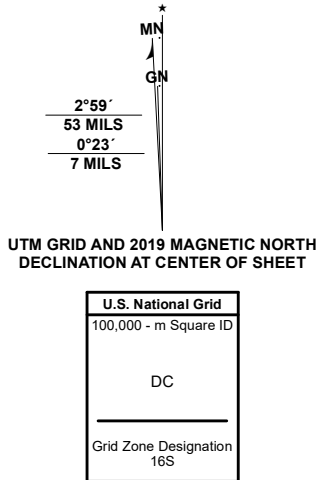 MN
GN
2°59´
53 MILS
0°23´
7 MILS
UTM GRID AND 2019 MAGNETIC NORTH
DECLINATION AT CENTER OF SHEET
U.S. National Grid
100,000 - m Square ID
DC
Grid Zone Designation
16S